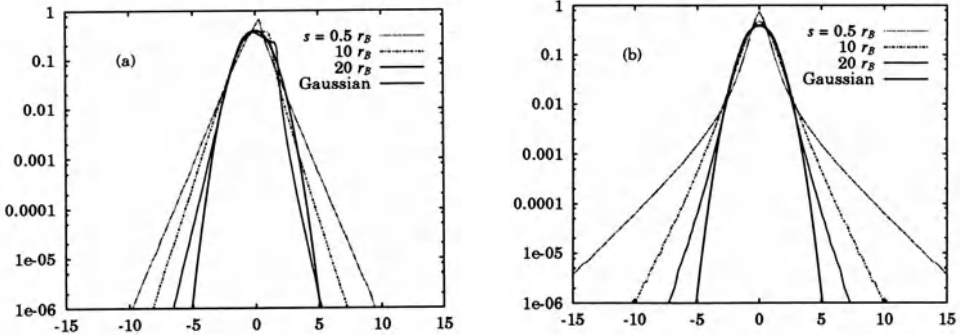 1
0.1
0.01
0.001
0.0001
1e-05
1e-06
-15 -10 -5 0 5 10 15
(a)
s = 0.5 r_B
10 r_B
20 r_B
Gaussian
1
0.1
0.01
0.001
0.0001
1e-05
1e-06
-15 -10 -5 0 5 10 15
(b)
s = 0.5 r_B
10 r_B
20 r_B
Gaussian